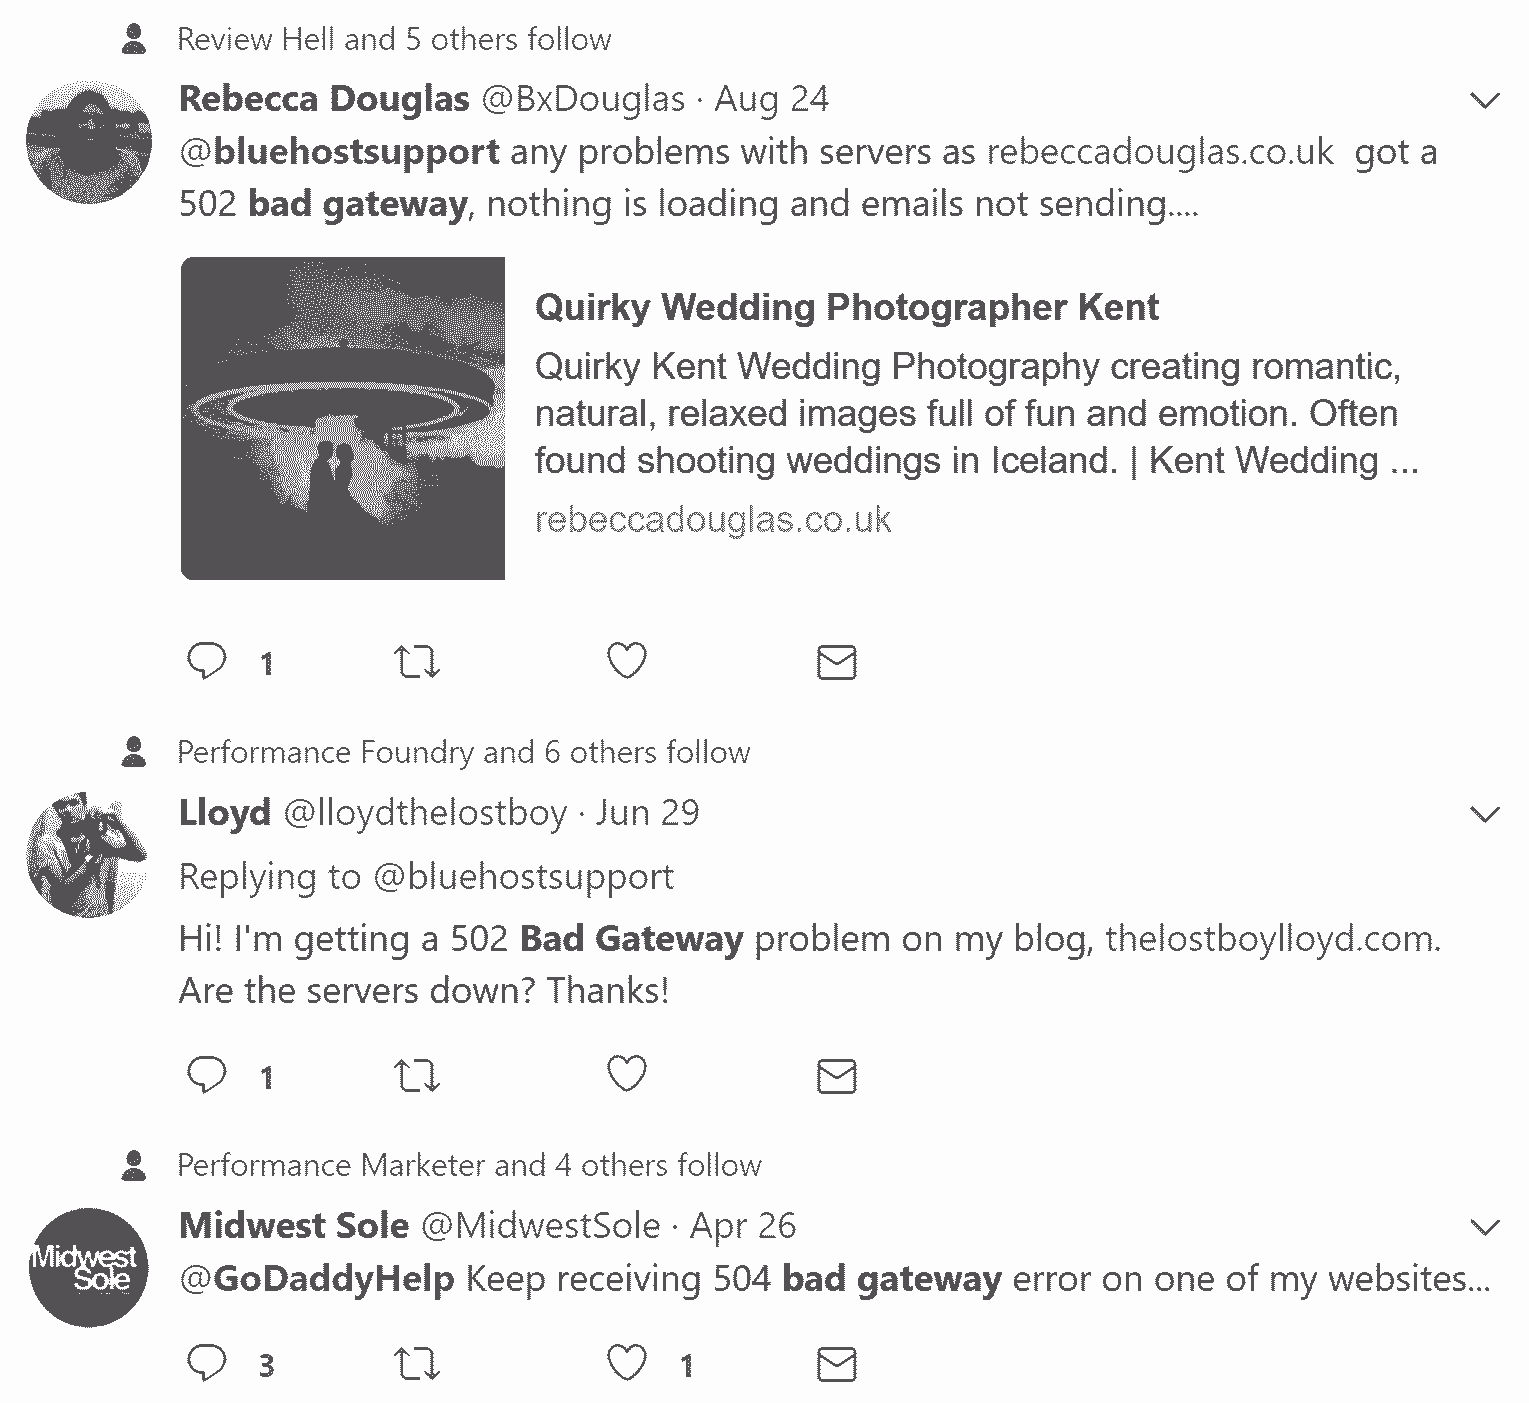 Review Hell and 5 others follow
Rebecca Douglas @BxDouglas · Aug 24
@bluehostsupport any problems with servers as rebeccadouglas.co.uk got a
502 bad gateway, nothing is loading and emails not sending....
Quirky Wedding Photographer Kent
Quirky Kent Wedding Photography creating romantic,
natural, relaxed images full of fun and emotion. Often
found shooting weddings in Iceland. | Kent Wedding ...
rebeccadouglas.co.uk
1
Performance Foundry and 6 others follow
Lloyd @lloydthelostboy · Jun 29
Replying to @bluehostsupport
Hi! I'm getting a 502 Bad Gateway problem on my blog, thelostboylloyd.com.
Are the servers down? Thanks!
1
Performance Marketer and 4 others follow
Midwest Sole @MidwestSole · Apr 26
Midwest
Sole
@GoDaddyHelp Keep receiving 504 bad gateway error on one of my websites...
3 1